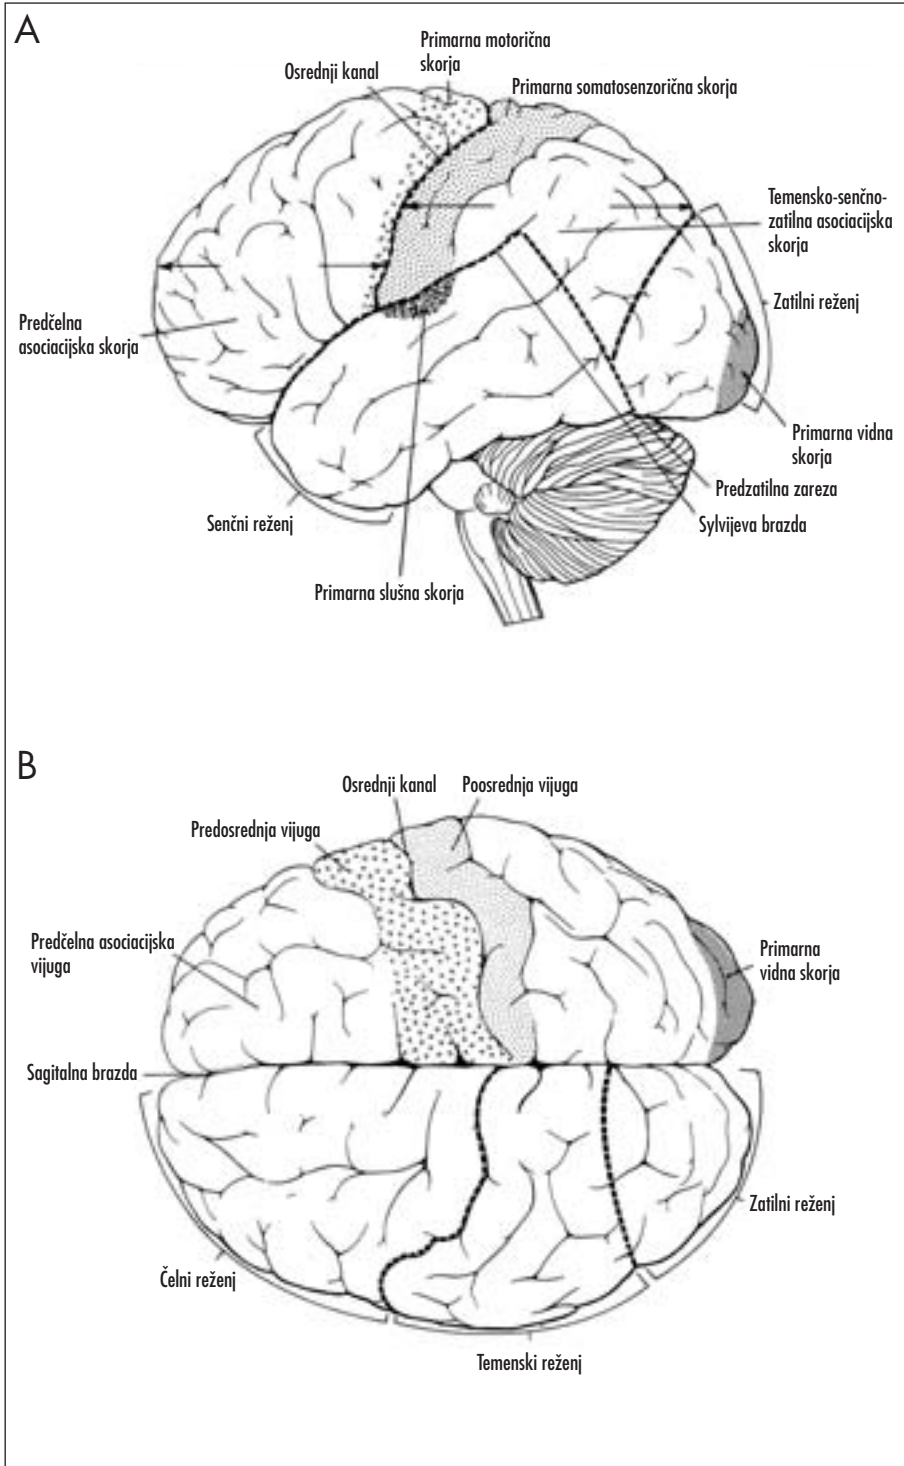 A
Primarna motorična
skorja
Osrednji kanal
Primarna somatosenzorična skorja
Temensko-senčno-
zatilna asociacijska
skorja
Zatilni reženj
Predčelna
asociacijska skorja
Primarna vidna
skorja
Predzatilna zareza
Senčni reženj
Sylvijeva brazda
Primarna slušna skorja
B
Osrednji kanal
Poosrednja vijuga
Predosrednja vijuga
Predčelna asociacijska
vijuga
Primarna
vidna skorja
Sagitalna brazda
Zatilni reženj
Čelni reženj
Temenski reženj